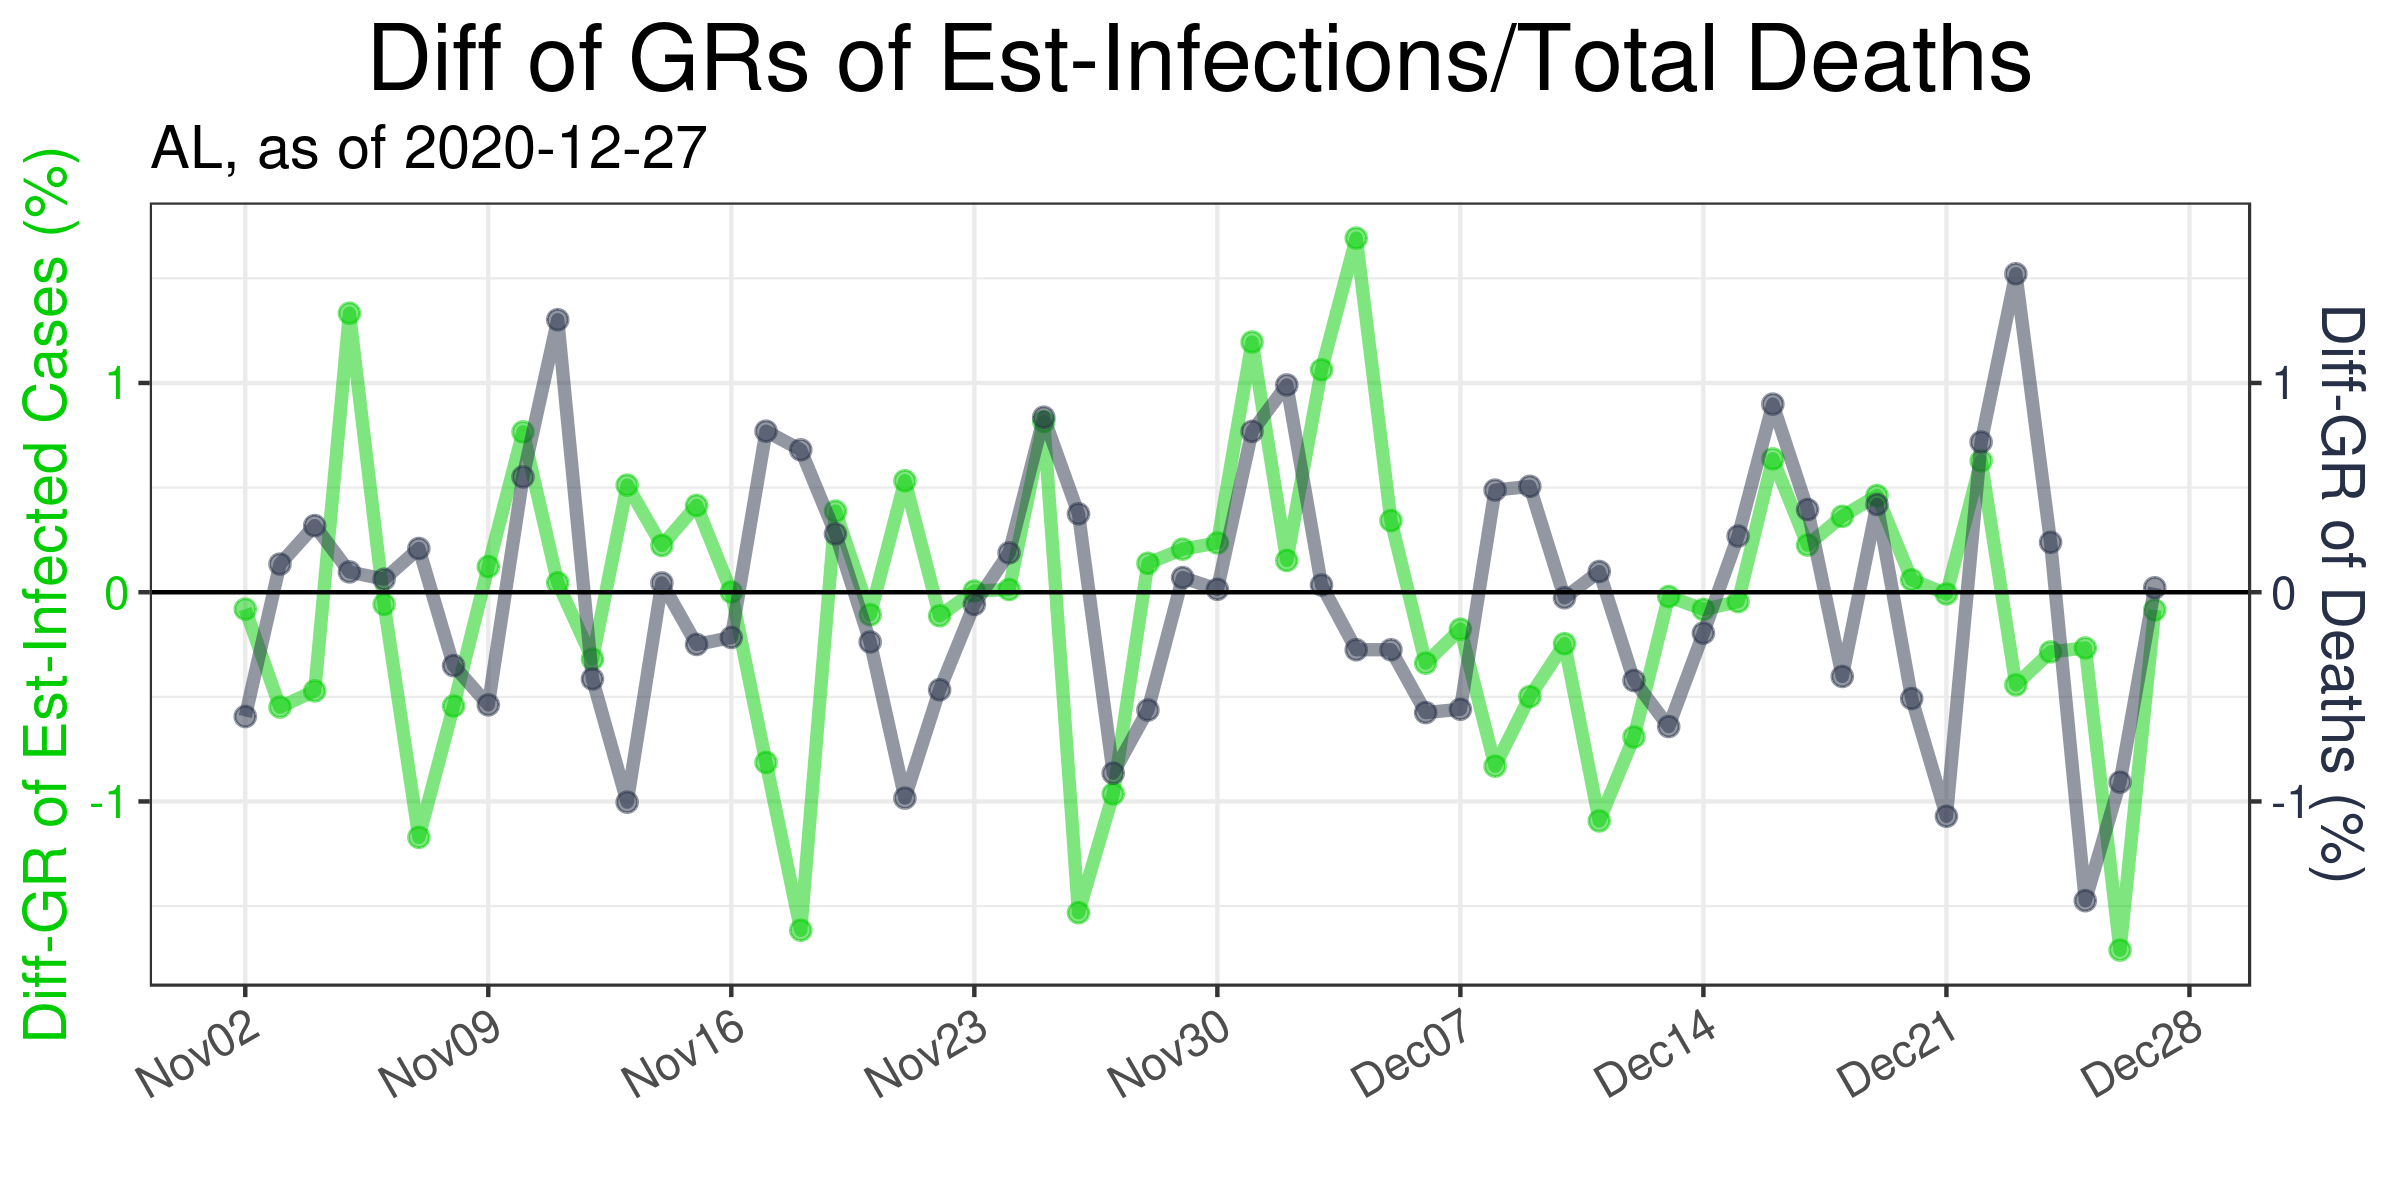 Diff of GRs of Est-Infections/Total Deaths
AL, as of 2020-12-27
Diff-GR of Est-Infected Cases (%)
1
0
-1
1
0
-1
Diff-GR of Deaths (%)
Nov02
Nov09
Nov16
Nov23
Nov30
Dec07
Dec14
Dec21
Dec28